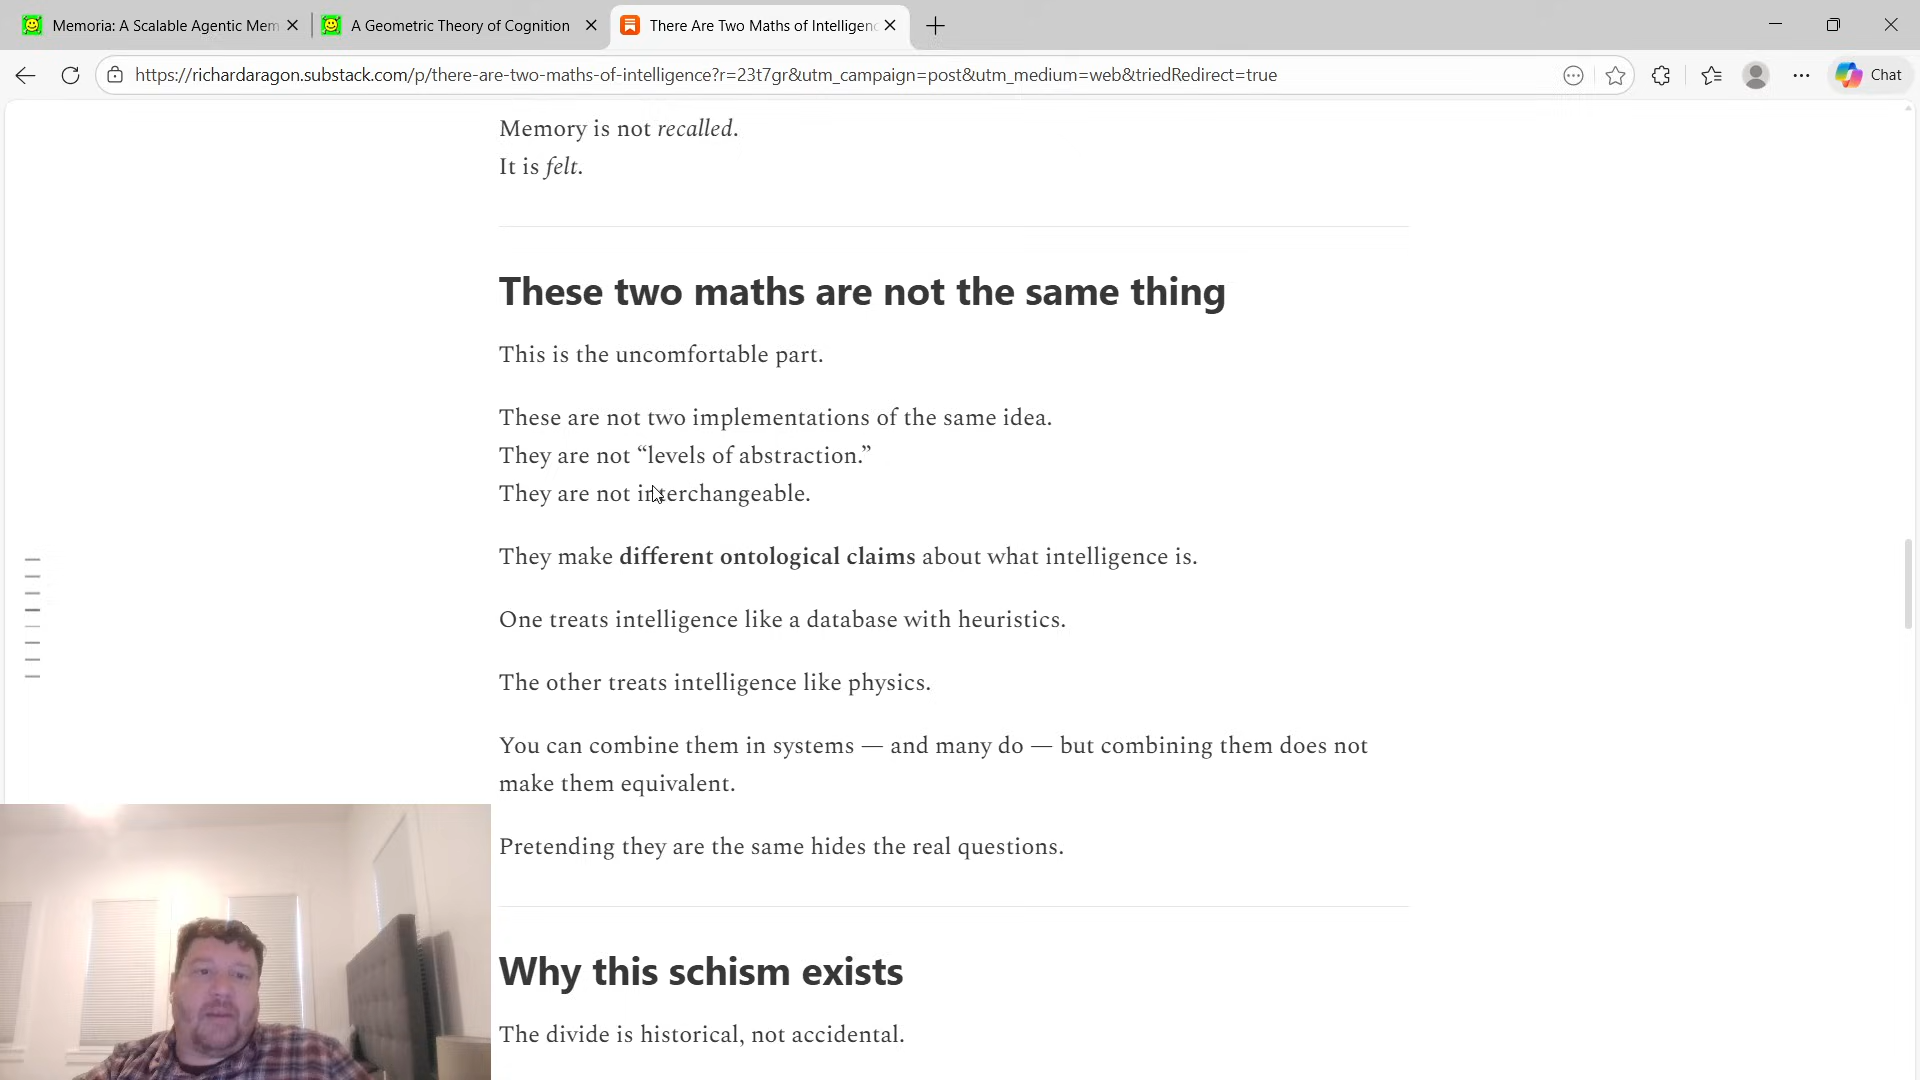 Memoria: A Scalable Agentic Mem
A Geometric Theory of Cognition
There Are Two Maths of Intelligenc
https://richardaragon.substack.com/p/there-are-two-maths-of-intelligence?r=23t7gr&utm_campaign=post&utm_medium=web&triedRedirect=true
Chat
Memory is not recalled.
It is felt.
These two maths are not the same thing
This is the uncomfortable part.
These are not two implementations of the same idea.
They are not “levels of abstraction.”
They are not interchangeable.
They make different ontological claims about what intelligence is.
One treats intelligence like a database with heuristics.
The other treats intelligence like physics.
You can combine them in systems — and many do — but combining them does not
make them equivalent.
Pretending they are the same hides the real questions.
Why this schism exists
The divide is historical, not accidental.